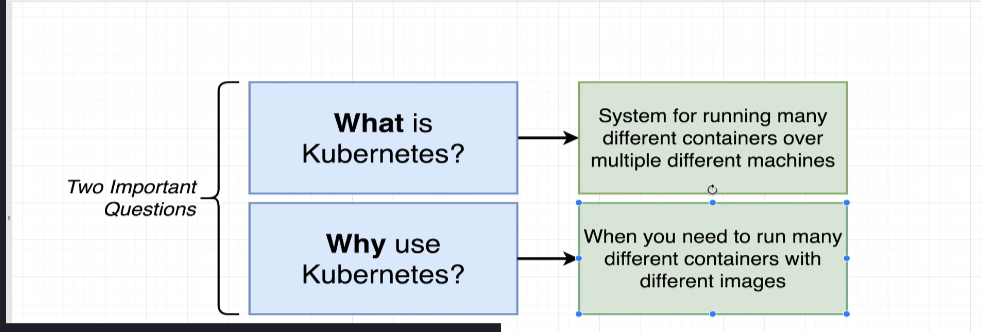 Two Important
Questions
What is
Kubernetes?
System for running many
different containers over
multiple different machines
Why use
Kubernetes?
When you need to run many
different containers with
different images